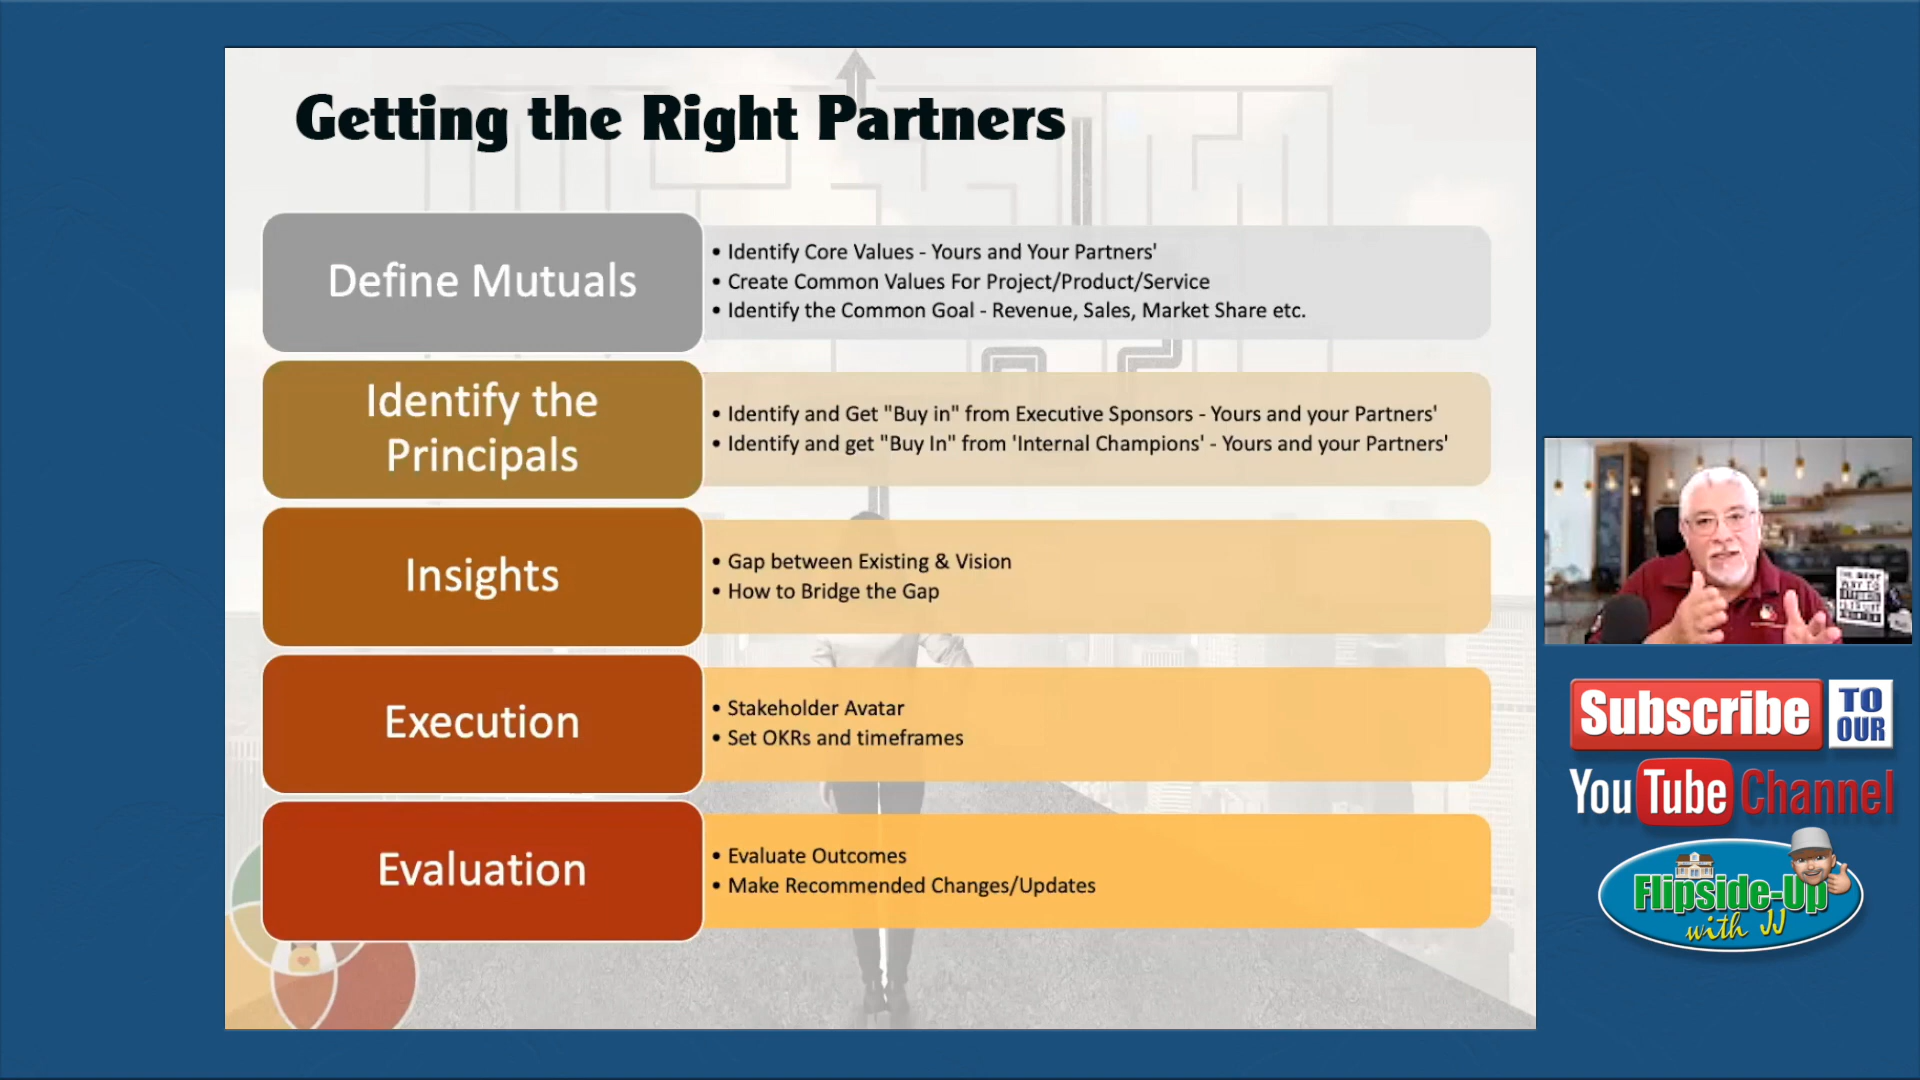 Getting the Right Partners
Define Mutuals
• Identify Core Values - Yours and Your Partners'
• Create Common Values For Project/Product/Service
• Identify the Common Goal - Revenue, Sales, Market Share etc.
Identify the
Principals
• Identify and Get "Buy in" from Executive Sponsors - Yours and your Partners'
• Identify and get "Buy In" from 'Internal Champions' - Yours and your Partners'
Insights
• Gap between Existing & Vision
• How to Bridge the Gap
Execution
• Stakeholder Avatar
• Set OKRs and timeframes
Evaluation
• Evaluate Outcomes
• Make Recommended Changes/Updates
Subscribe TO OUR
YouTube Channel
Flipside-Up
with JJ